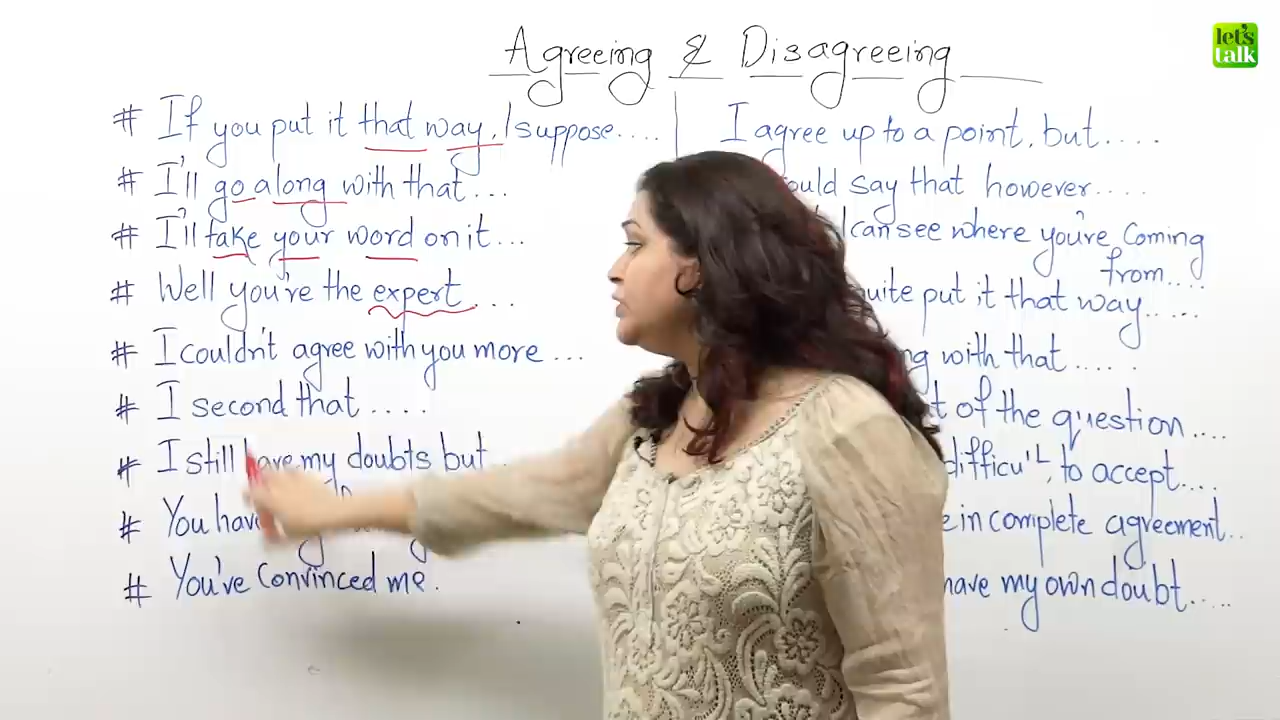 Agreeing & Disagreeing
let's
talk
# If you put it that way, I suppose....
# I'll go along with that...
# I'll take your word on it...
# Well you're the expert...
# I couldn't agree with you more...
# I second that....
# I still have my doubts but..
# You have
# You've convinced me.
I agree up to a point, but....
say that however....
I can see where you're coming
from....
put it that way.....
with that.....
of the question....
difficult to accept....
in complete agreement..
have my own doubt.....